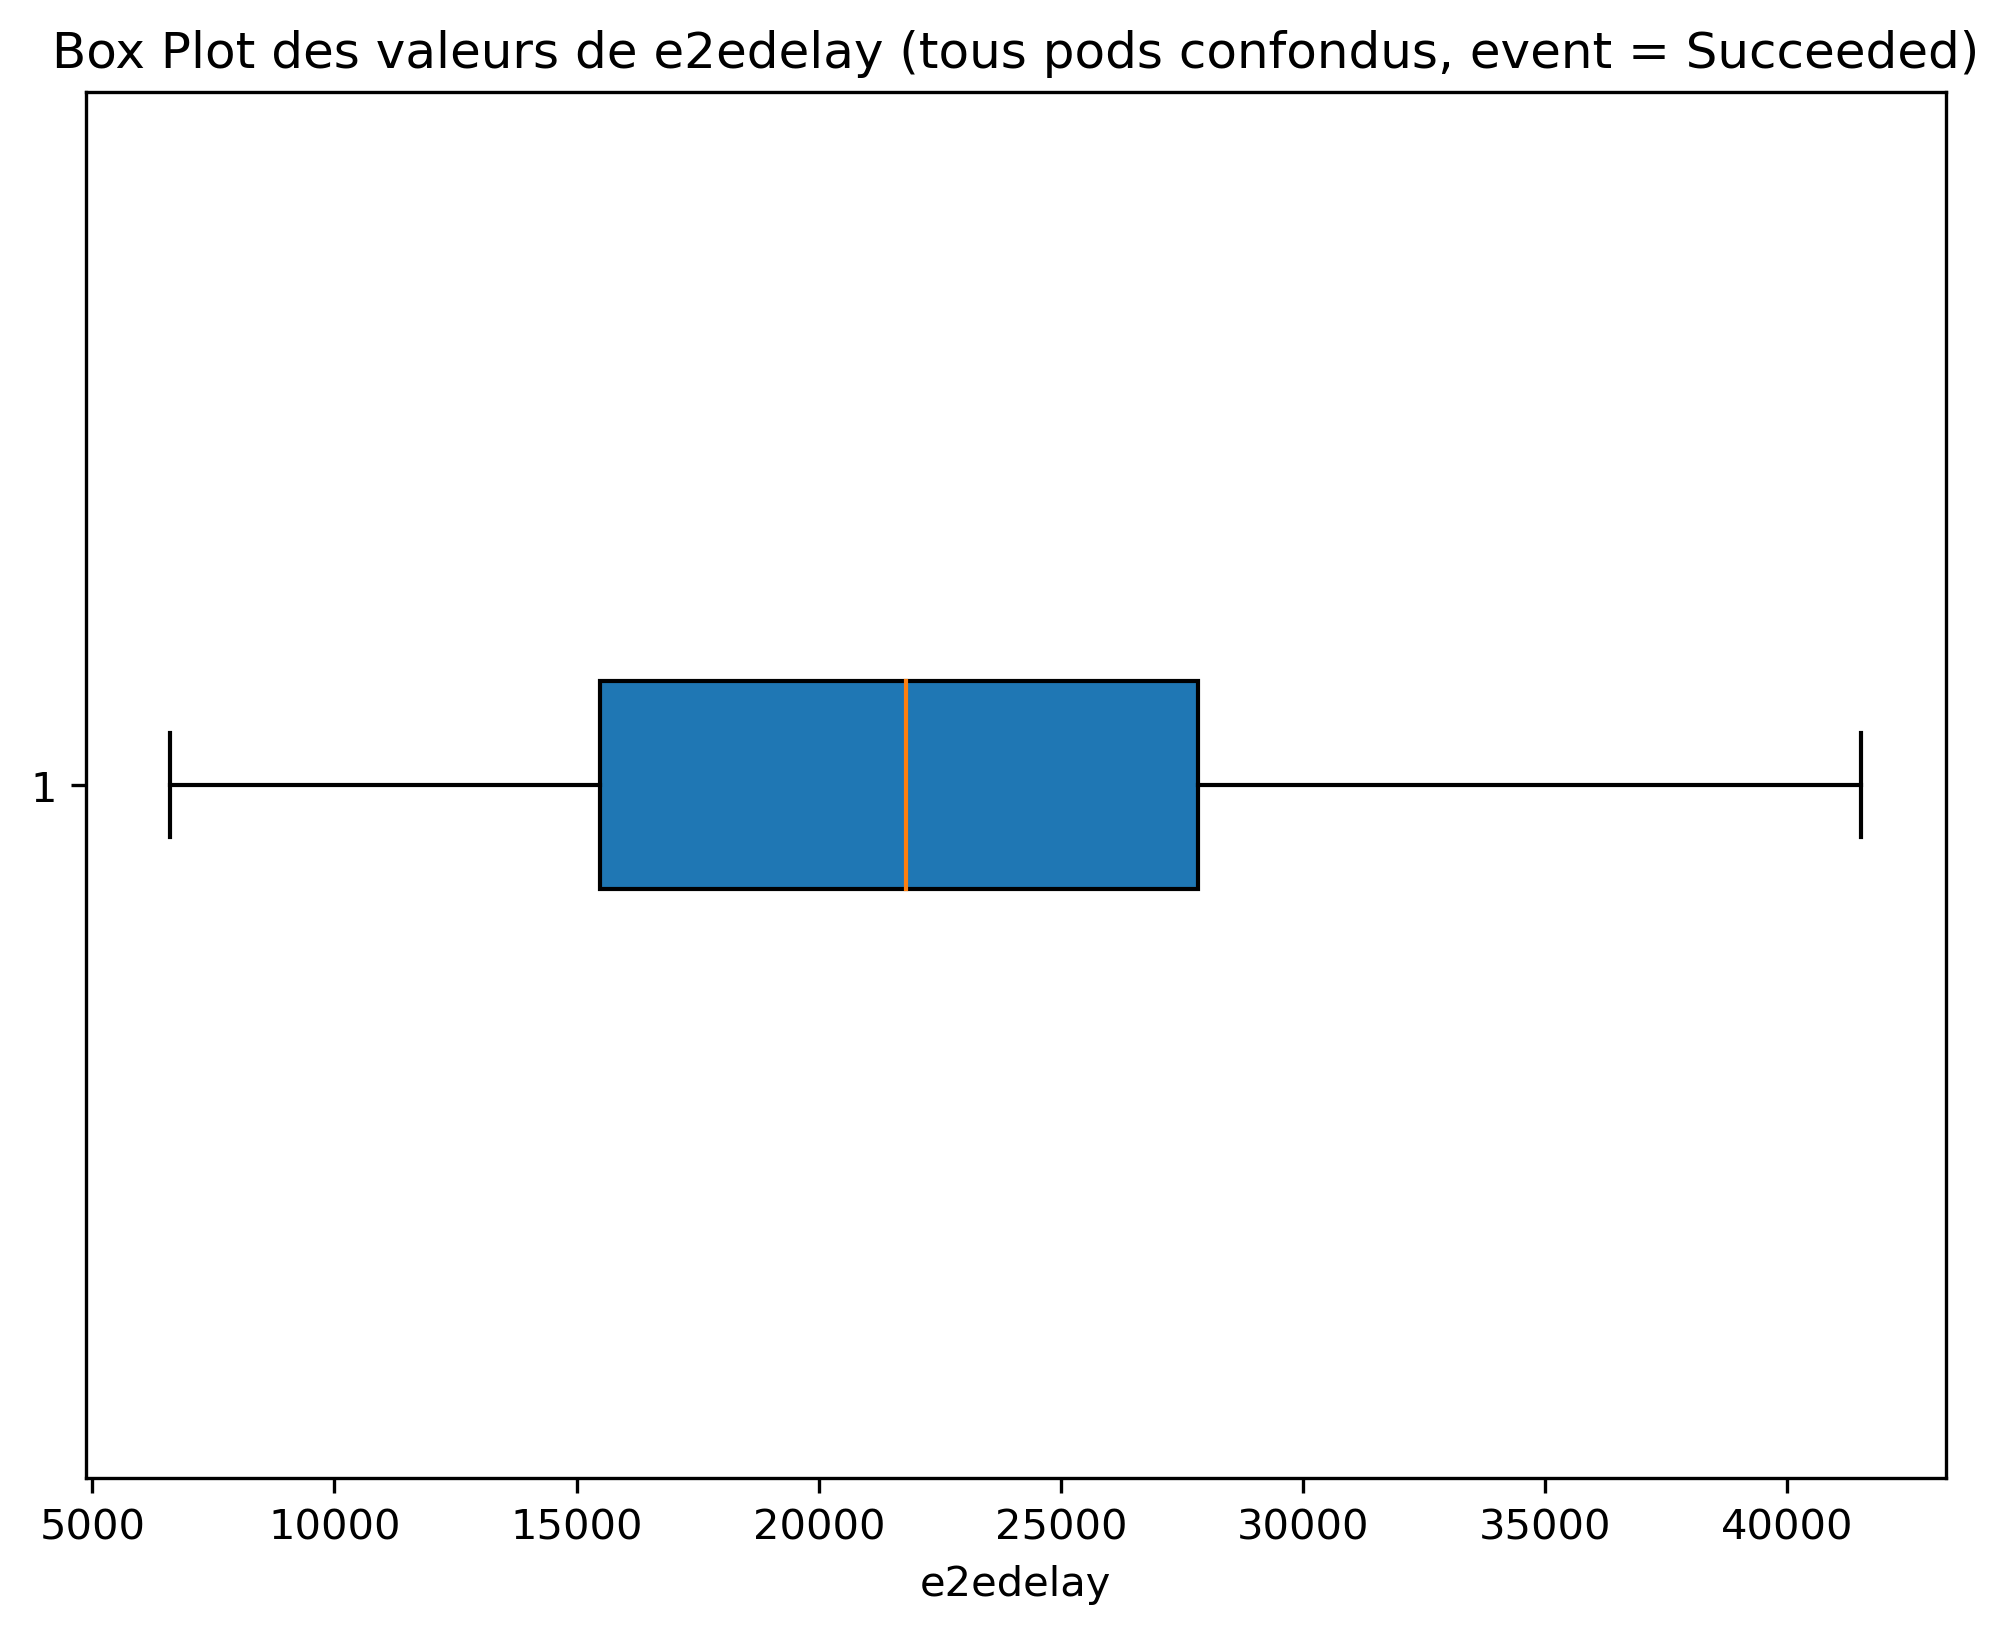 Box Plot des valeurs de e2edelay (tous pods confondus, event = Succeeded)
1
5000 10000 15000 20000 25000 30000 35000 40000
e2edelay